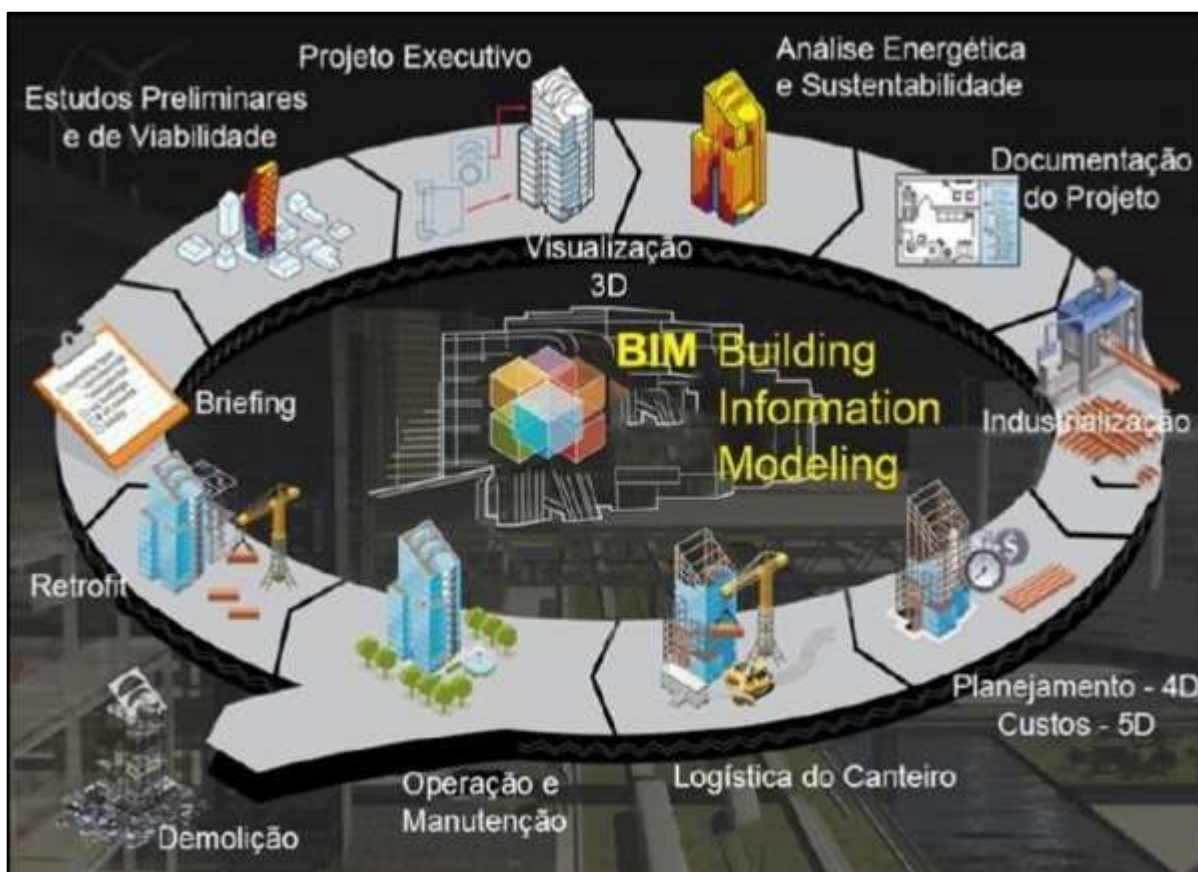 Projeto Executivo
Análise Energética
e Sustentabilidade
Estudos Preliminares
e de Viabilidade
Documentação
do Projeto
Visualização
3D
BIM Building
Information
Modeling
Briefing
Industrialização
Retrofit
Planejamento - 4D
Custos - 5D
Logística do Canteiro
Operação e
Manutenção
Demolição
$